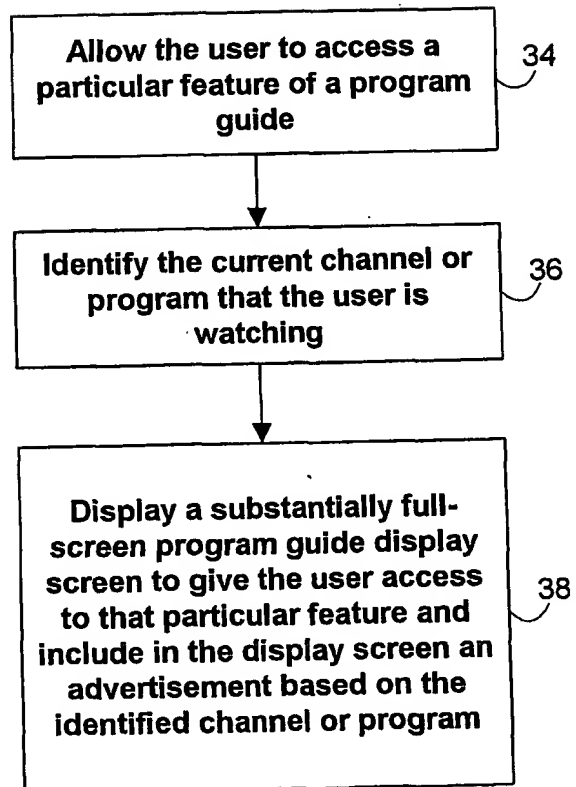 Allow the user to access a
particular feature of a program
guide
34
Identify the current channel or
program that the user is
watching
36
Display a substantially full-
screen program guide display
screen to give the user access
to that particular feature and
include in the display screen an
advertisement based on the
identified channel or program
38